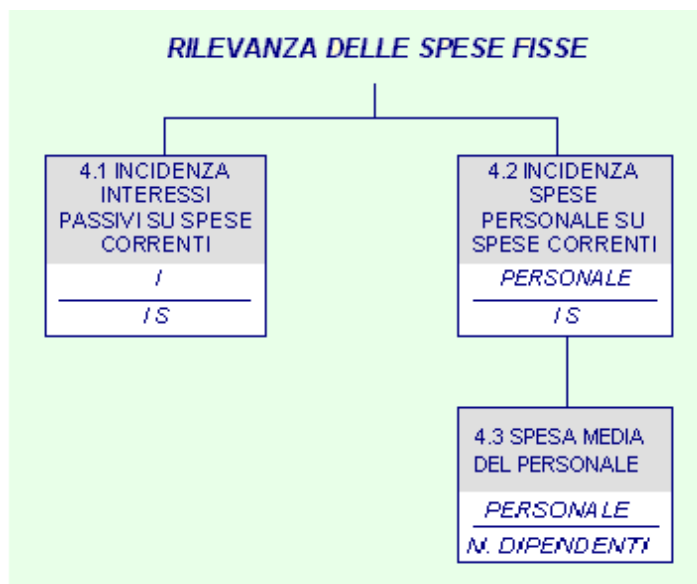 RILEVANZA DELLE SPESE FISSE
4.1 INCIDENZA
INTERESSI
PASSIVI SU SPESE
CORRENTI
I
I S
4.2 INCIDENZA
SPESE
PERSONALE SU
SPESE CORRENTI
PERSONALE
I S
4.3 SPESA MEDIA
DEL PERSONALE
PERSONALE
N. DIPENDENTI